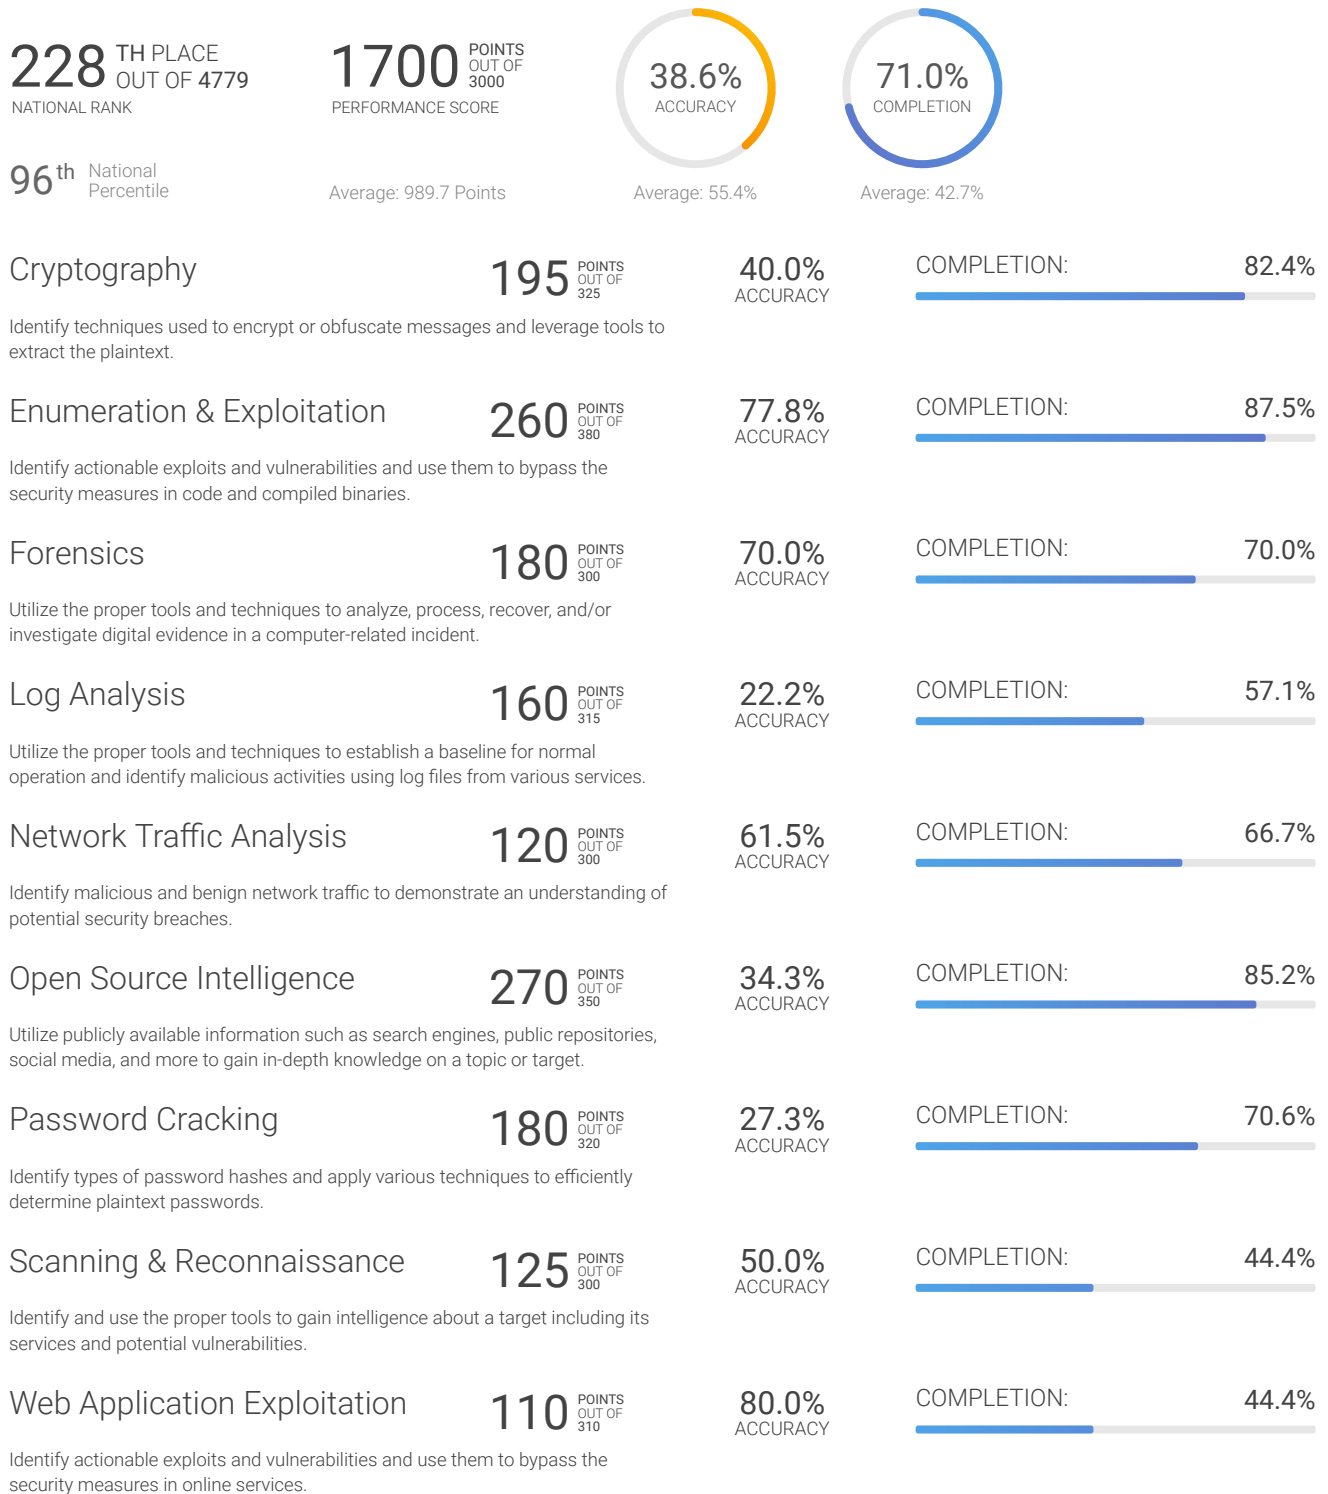 228 TH PLACE
OUT OF 4779
NATIONAL RANK
1700 POINTS
OUT OF
3000
PERFORMANCE SCORE
38.6%
ACCURACY
71.0%
COMPLETION
96th National
Percentile
Average: 989.7 Points
Average: 55.4%
Average: 42.7%
Cryptography
195 POINTS
OUT OF
325
40.0%
ACCURACY
COMPLETION: 82.4%
Identify techniques used to encrypt or obfuscate messages and leverage tools to
extract the plaintext.
Enumeration & Exploitation
260 POINTS
OUT OF
380
77.8%
ACCURACY
COMPLETION: 87.5%
Identify actionable exploits and vulnerabilities and use them to bypass the
security measures in code and compiled binaries.
Forensics
180 POINTS
OUT OF
300
70.0%
ACCURACY
COMPLETION: 70.0%
Utilize the proper tools and techniques to analyze, process, recover, and/or
investigate digital evidence in a computer-related incident.
Log Analysis
160 POINTS
OUT OF
315
22.2%
ACCURACY
COMPLETION: 57.1%
Utilize the proper tools and techniques to establish a baseline for normal
operation and identify malicious activities using log files from various services.
Network Traffic Analysis
120 POINTS
OUT OF
300
61.5%
ACCURACY
COMPLETION: 66.7%
Identify malicious and benign network traffic to demonstrate an understanding of
potential security breaches.
Open Source Intelligence
270 POINTS
OUT OF
350
34.3%
ACCURACY
COMPLETION: 85.2%
Utilize publicly available information such as search engines, public repositories,
social media, and more to gain in-depth knowledge on a topic or target.
Password Cracking
180 POINTS
OUT OF
320
27.3%
ACCURACY
COMPLETION: 70.6%
Identify types of password hashes and apply various techniques to efficiently
determine plaintext passwords.
Scanning & Reconnaissance
125 POINTS
OUT OF
300
50.0%
ACCURACY
COMPLETION: 44.4%
Identify and use the proper tools to gain intelligence about a target including its
services and potential vulnerabilities.
Web Application Exploitation
110 POINTS
OUT OF
310
80.0%
ACCURACY
COMPLETION: 44.4%
Identify actionable exploits and vulnerabilities and use them to bypass the
security measures in online services.